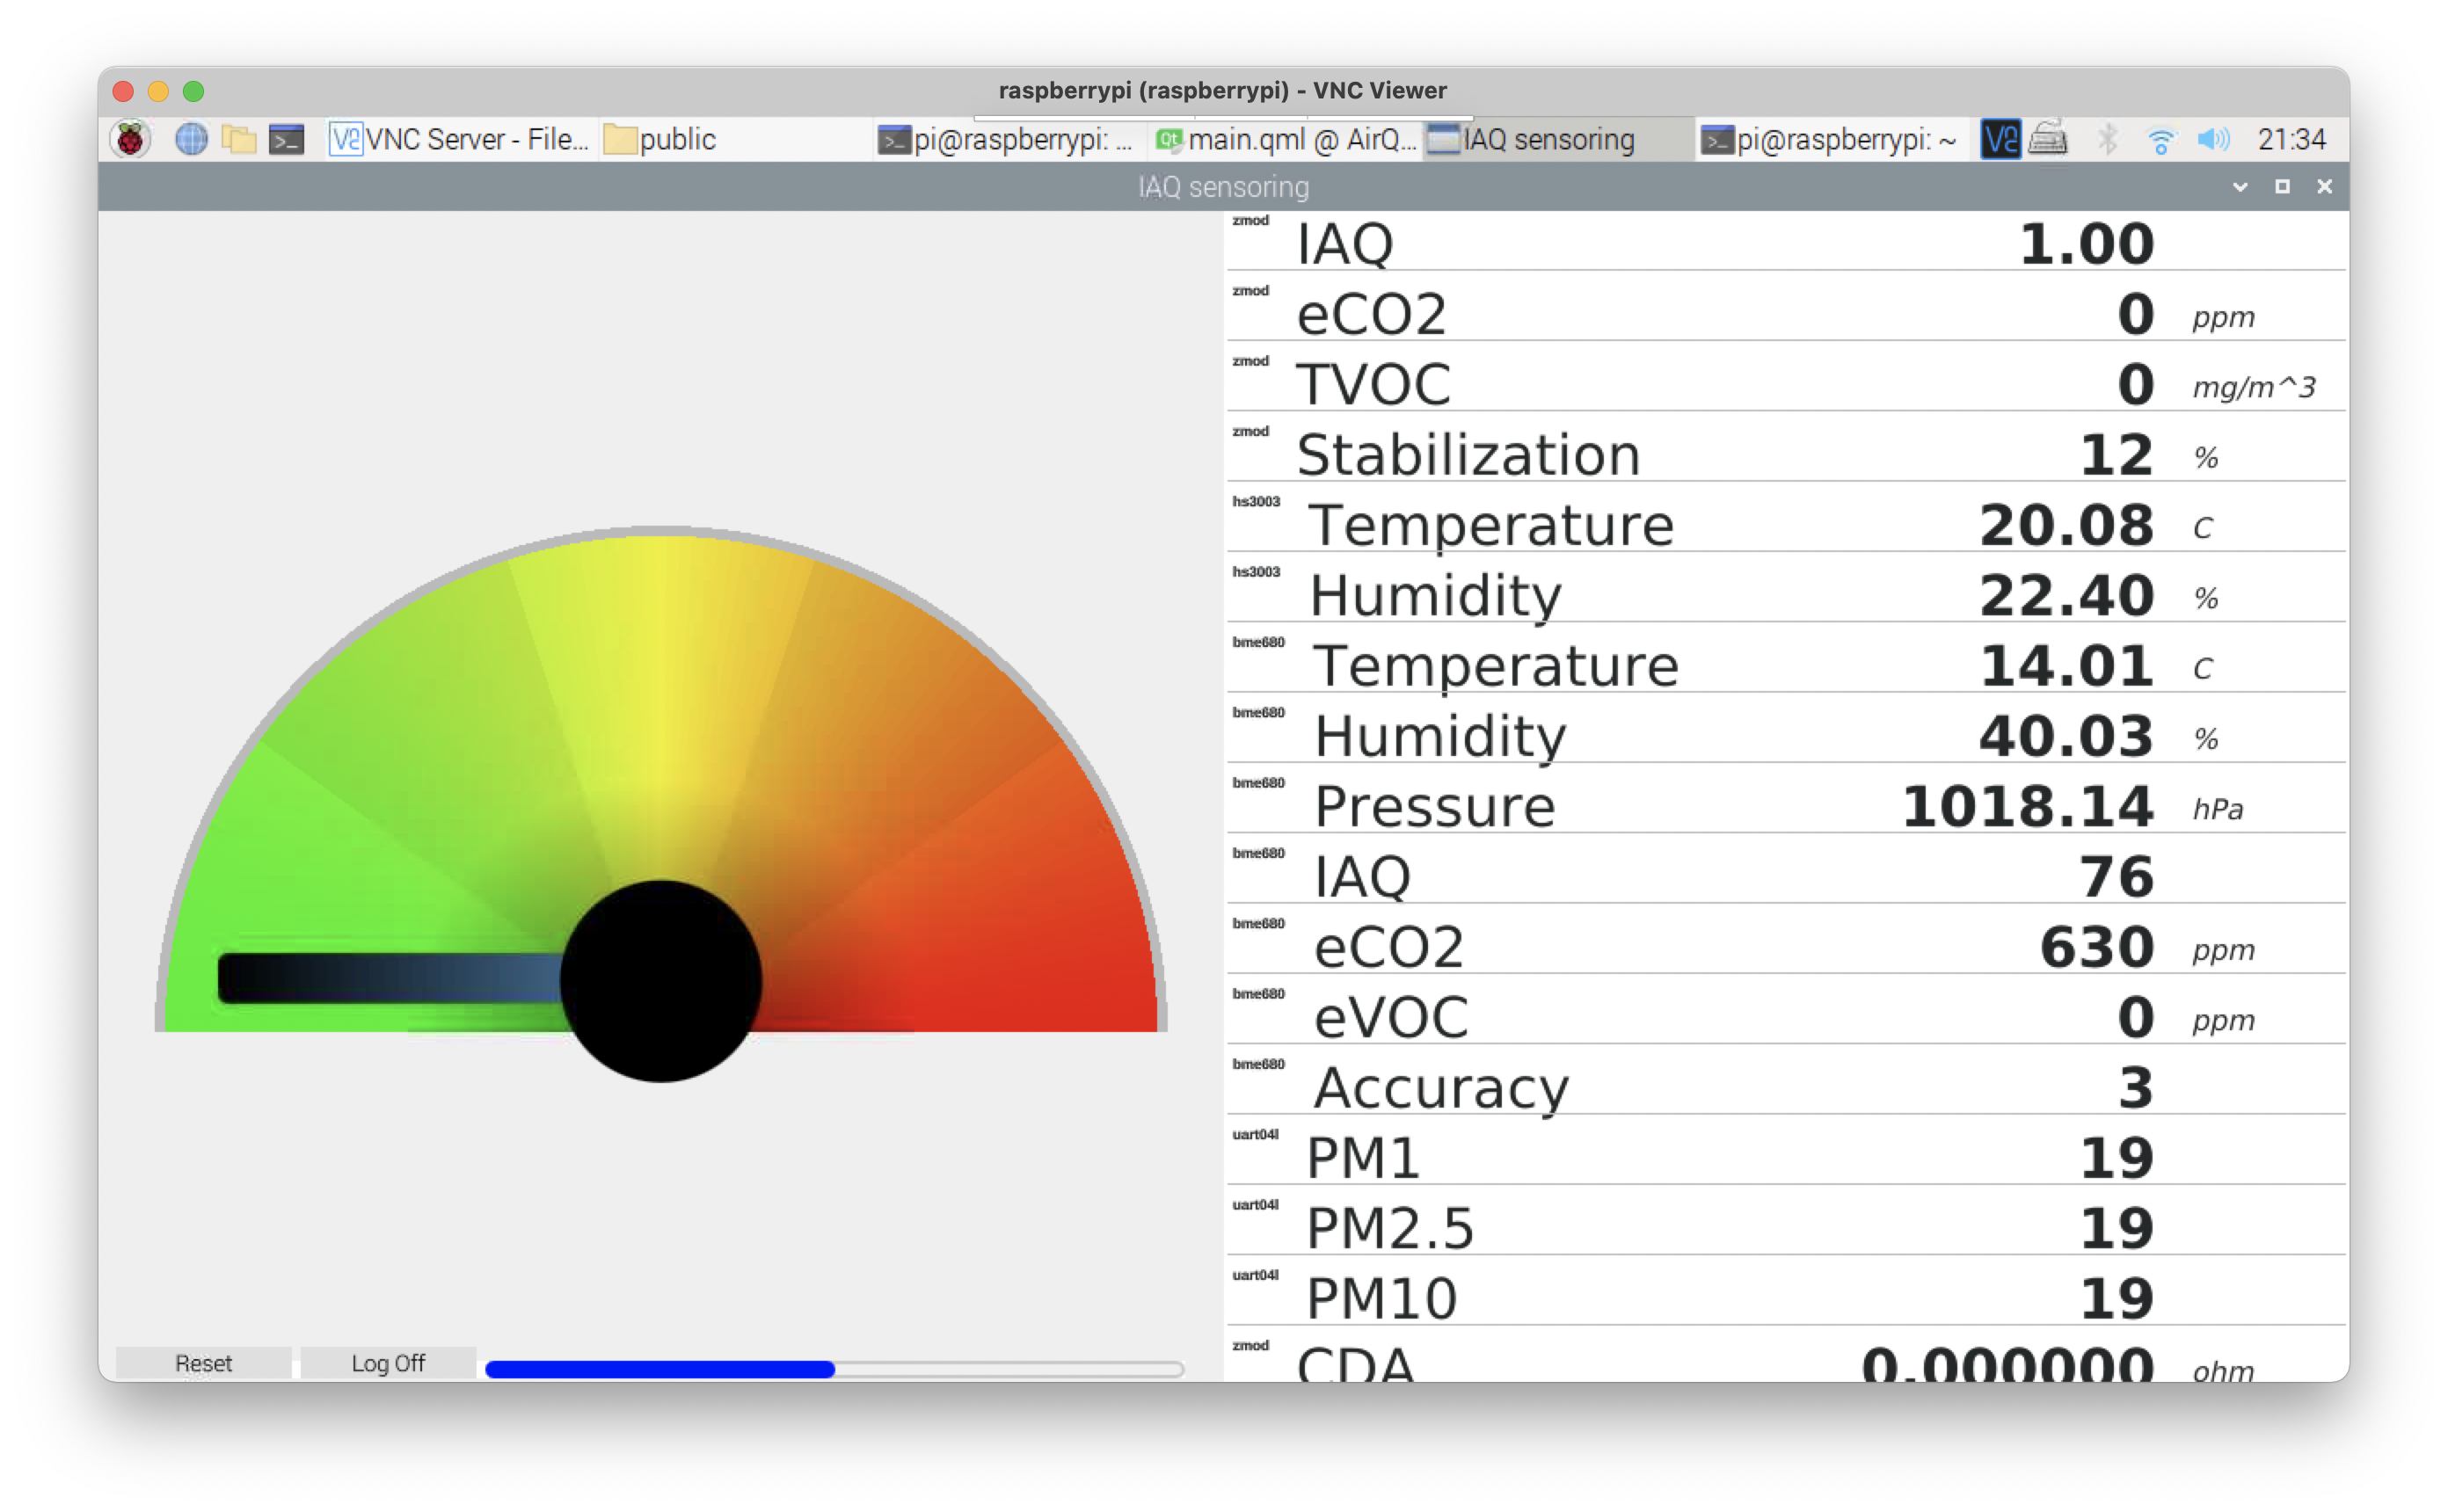 raspberrypi (raspberrypi) - VNC Viewer
VNC Server - File... public pi@raspberrypi: ... main.qml @ AirQ... IAQ sensoring pi@raspberrypi: ~ 21:34
IAQ sensoring
zmod IAQ 1.00
zmod eCO2 0 ppm
zmod TVOC 0 mg/m^3
zmod Stabilization 12 %
hs3003 Temperature 20.08 C
hs3003 Humidity 22.40 %
bme680 Temperature 14.01 C
bme680 Humidity 40.03 %
bme680 Pressure 1018.14 hPa
bme680 IAQ 76
bme680 eCO2 630 ppm
bme680 eVOC 0 ppm
bme680 Accuracy 3
uart04l PM1 19
uart04l PM2.5 19
uart04l PM10 19
zmod CDA 0.000000 ohm
Reset Log Off